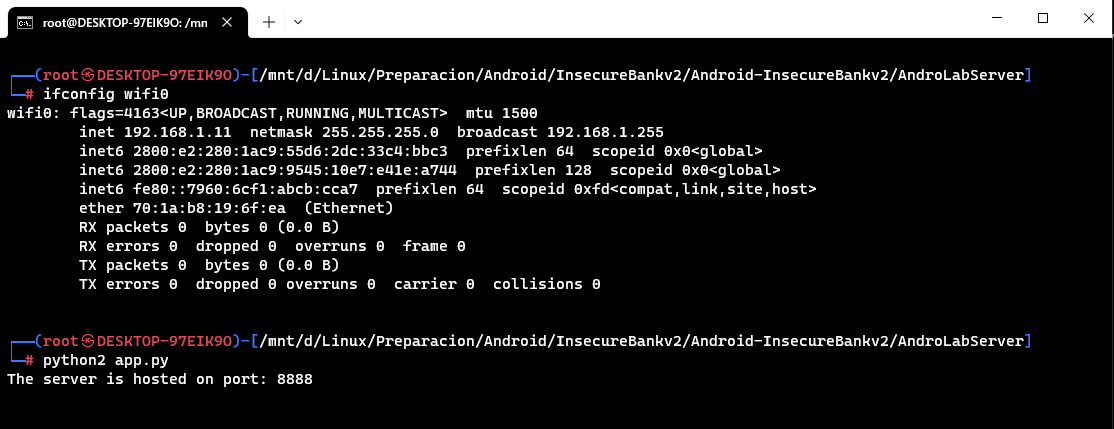 root@DESKTOP-97EIK9O: /mn
┌──(root㉿DESKTOP-97EIK9O)-[/mnt/d/Linux/Preparacion/Android/InsecureBankv2/Android-InsecureBankv2/AndroLabServer]
└─# ifconfig wifi0
wifi0: flags=4163<UP,BROADCAST,RUNNING,MULTICAST>  mtu 1500
        inet 192.168.1.11  netmask 255.255.255.0  broadcast 192.168.1.255
        inet6 2800:e2:280:1ac9:55d6:2dc:33c4:bbc3  prefixlen 64  scopeid 0x0<global>
        inet6 2800:e2:280:1ac9:9545:10e7:e41e:a744  prefixlen 128  scopeid 0x0<global>
        inet6 fe80::7960:6cf1:abcb:cca7  prefixlen 64  scopeid 0xfd<compat,link,site,host>
        ether 70:1a:b8:19:6f:ea  (Ethernet)
        RX packets 0  bytes 0 (0.0 B)
        RX errors 0  dropped 0  overruns 0  frame 0
        TX packets 0  bytes 0 (0.0 B)
        TX errors 0  dropped 0 overruns 0  carrier 0  collisions 0
┌──(root㉿DESKTOP-97EIK9O)-[/mnt/d/Linux/Preparacion/Android/InsecureBankv2/Android-InsecureBankv2/AndroLabServer]
└─# python2 app.py
The server is hosted on port: 8888